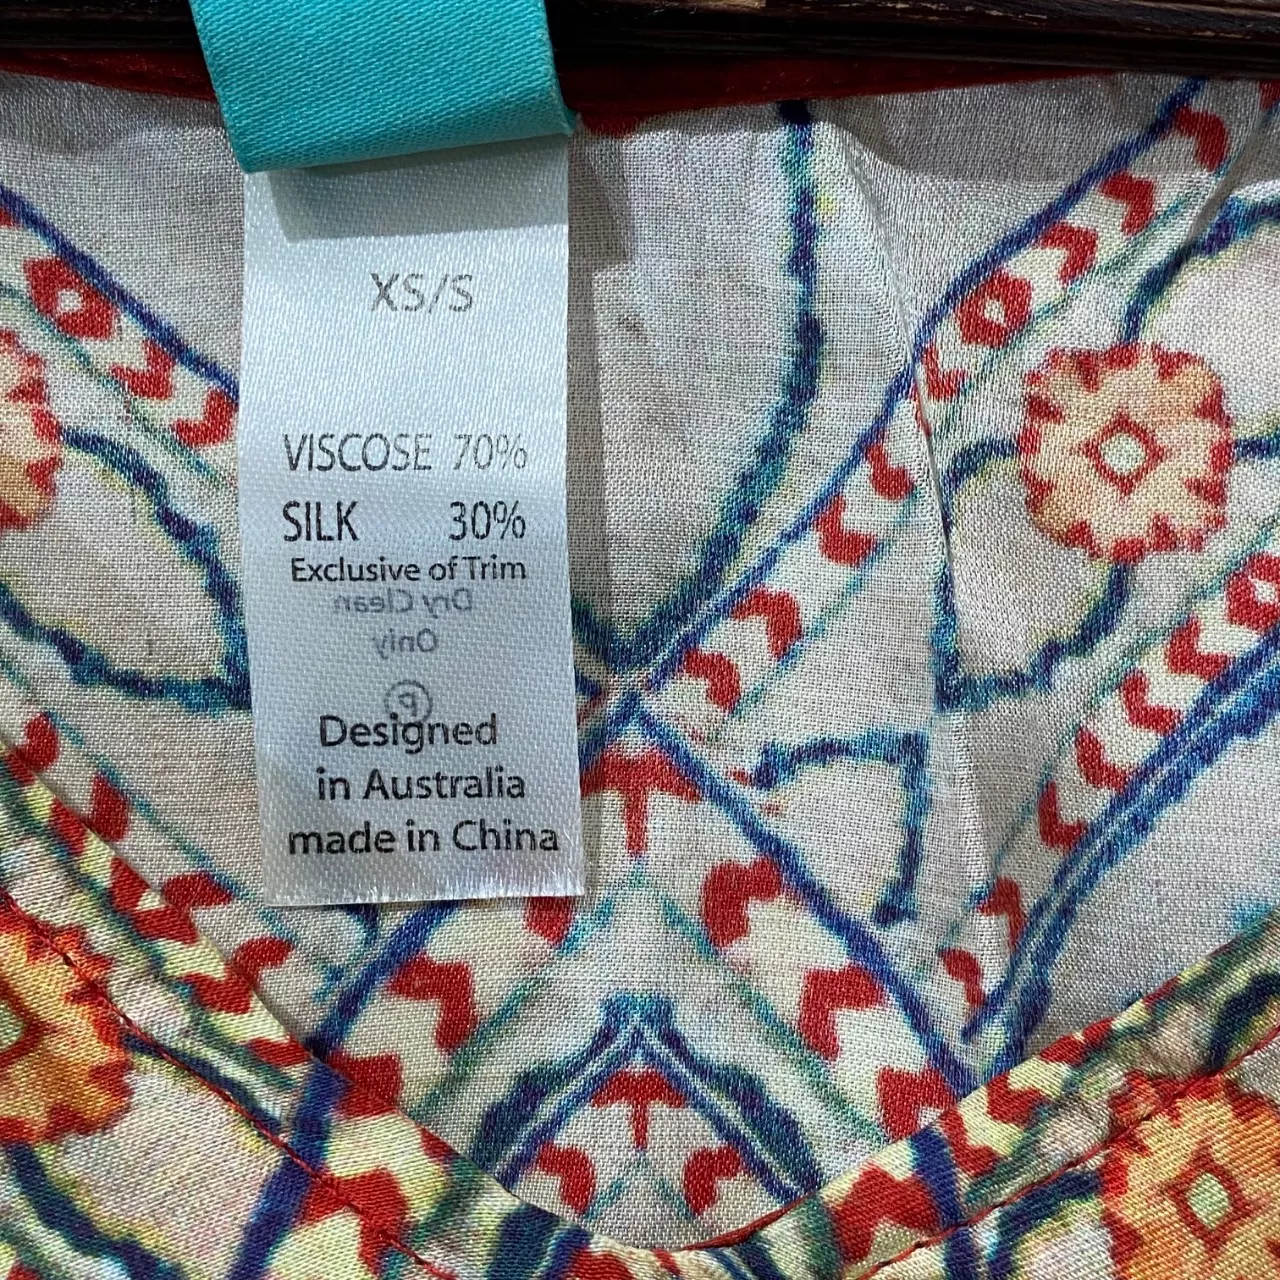 XS/S
VISCOSE 70%
SILK 30%
Exclusive of Trim
Dry Clean
Only
P
Designed
in Australia
made in China